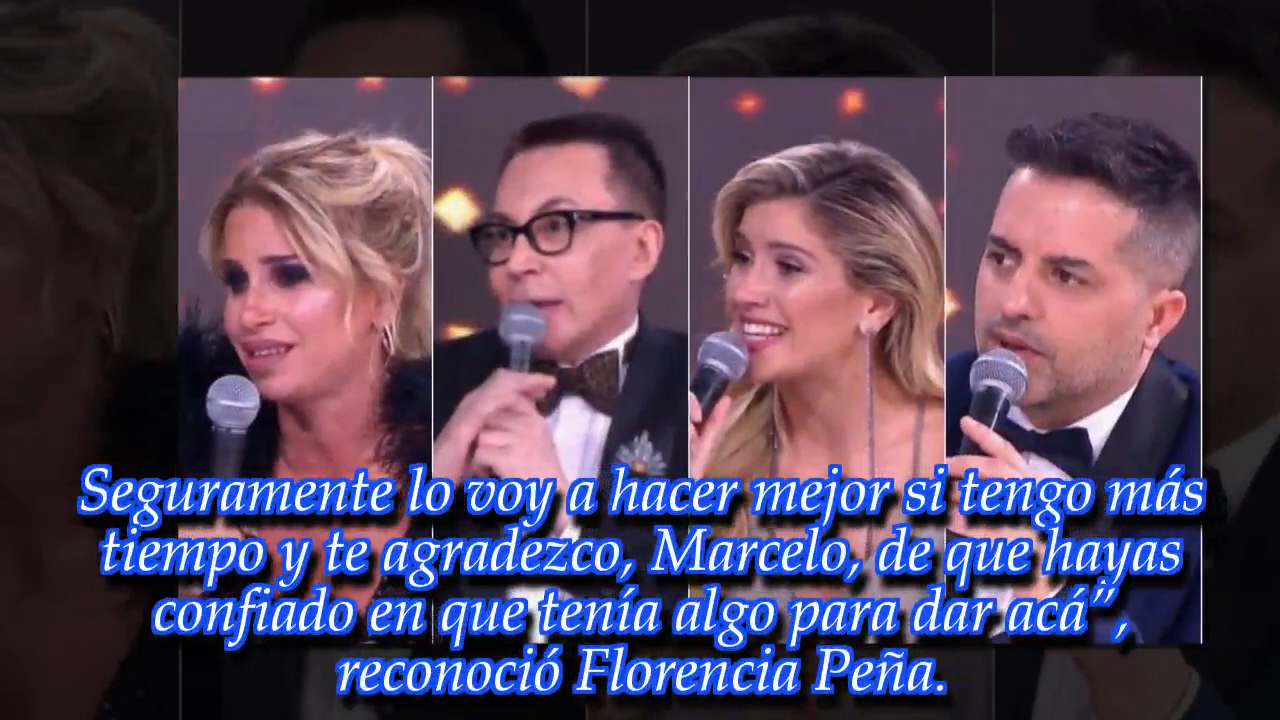 Seguramente lo voy a hacer mejor si tengo más
tiempo y te agradezco, Marcelo, de que hayas
confiado en que tenía algo para dar acá”,
reconoció Florencia Peña.